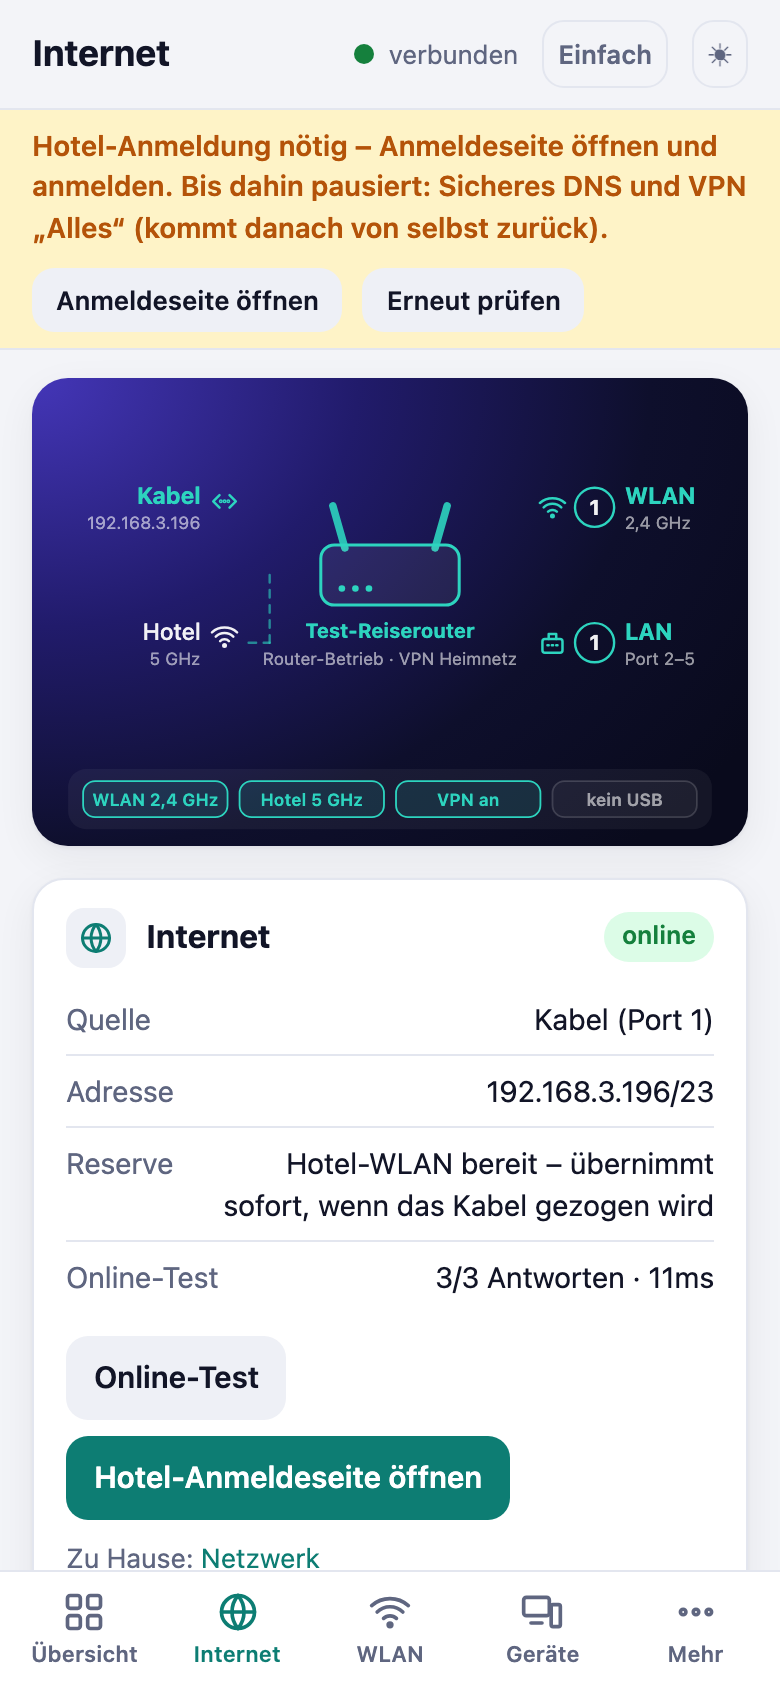 Internet
verbunden
Einfach
Hotel-Anmeldung nötig – Anmeldeseite öffnen und
anmelden. Bis dahin pausiert: Sicheres DNS und VPN
„Alles“ (kommt danach von selbst zurück).
Anmeldeseite öffnen
Erneut prüfen
Kabel
192.168.3.196
1
WLAN
2,4 GHz
Hotel
5 GHz
Test-Reiserouter
Router-Betrieb · VPN Heimnetz
1
LAN
Port 2–5
WLAN 2,4 GHz
Hotel 5 GHz
VPN an
kein USB
Internet
online
Quelle
Kabel (Port 1)
Adresse
192.168.3.196/23
Reserve
Hotel-WLAN bereit – übernimmt
sofort, wenn das Kabel gezogen wird
Online-Test
3/3 Antworten · 11ms
Online-Test
Hotel-Anmeldeseite öffnen
Zu Hause: Netzwerk
Übersicht
Internet
WLAN
Geräte
Mehr